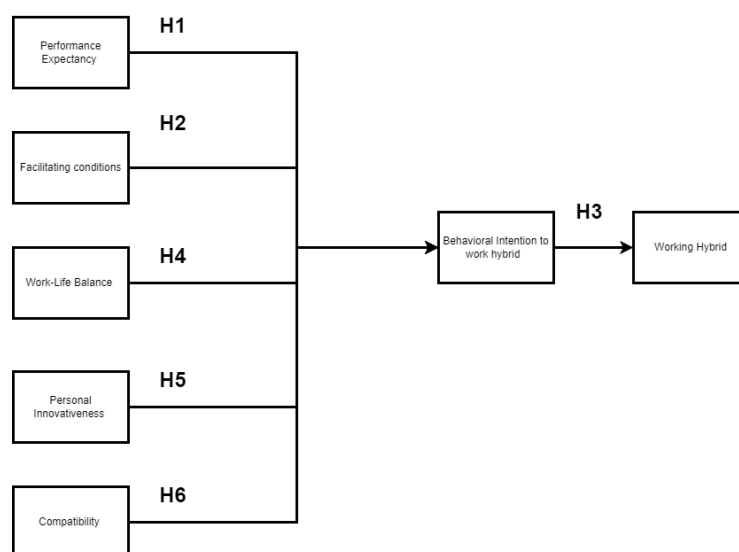 H1
Performance
Expectancy
H2
Facilitating conditions
H4
Work-Life Balance
H3
Behavioral Intention to
work hybrid
Working Hybrid
H5
Personal
Innovativeness
H6
Compatibility